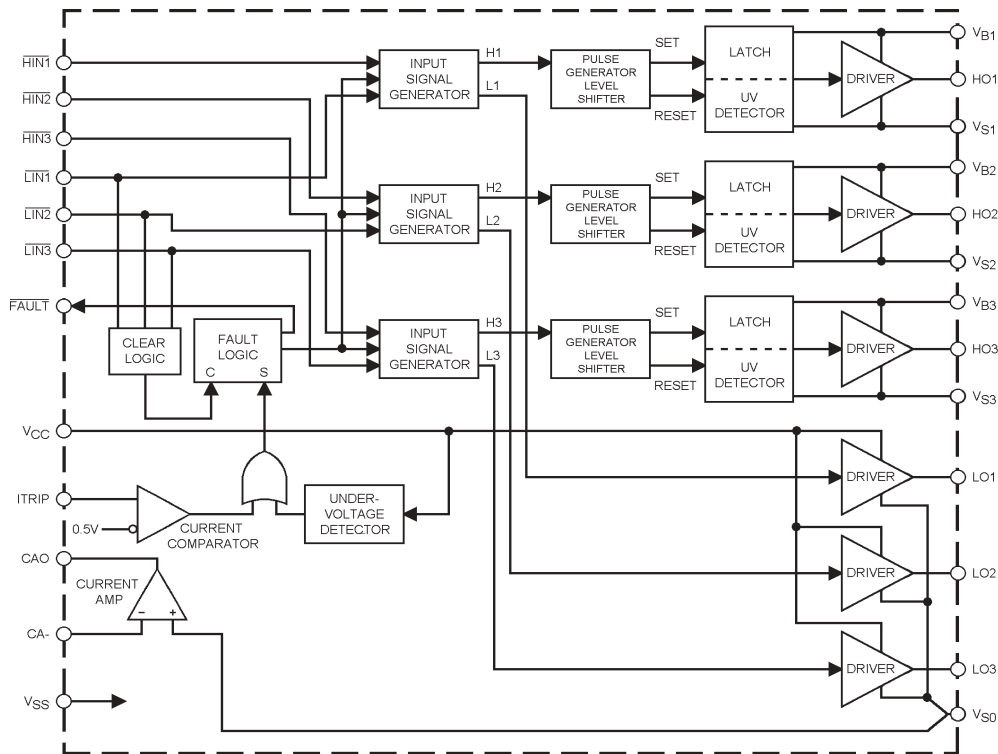 HIN1
HIN2
HIN3
LIN1
LIN2
LIN3
FAULT
VCC
ITRIP
0.5V
CAO
CA-
VSS
CLEAR
LOGIC
FAULT
LOGIC
C S
CURRENT
COMPARATOR
UNDER-
VOLTAGE
DETECTOR
CURRENT
AMP
- +
INPUT
SIGNAL
GENERATOR
H1
L1
PULSE
GENERATOR
LEVEL
SHIFTER
SET
RESET
LATCH
UV
DETECTOR
DRIVER
VB1
HO1
VS1
INPUT
SIGNAL
GENERATOR
H2
L2
PULSE
GENERATOR
LEVEL
SHIFTER
SET
RESET
LATCH
UV
DETECTOR
DRIVER
VB2
HO2
VS2
INPUT
SIGNAL
GENERATOR
H3
L3
PULSE
GENERATOR
LEVEL
SHIFTER
SET
RESET
LATCH
UV
DETECTOR
DRIVER
VB3
HO3
VS3
DRIVER
LO1
DRIVER
LO2
DRIVER
LO3
VS0